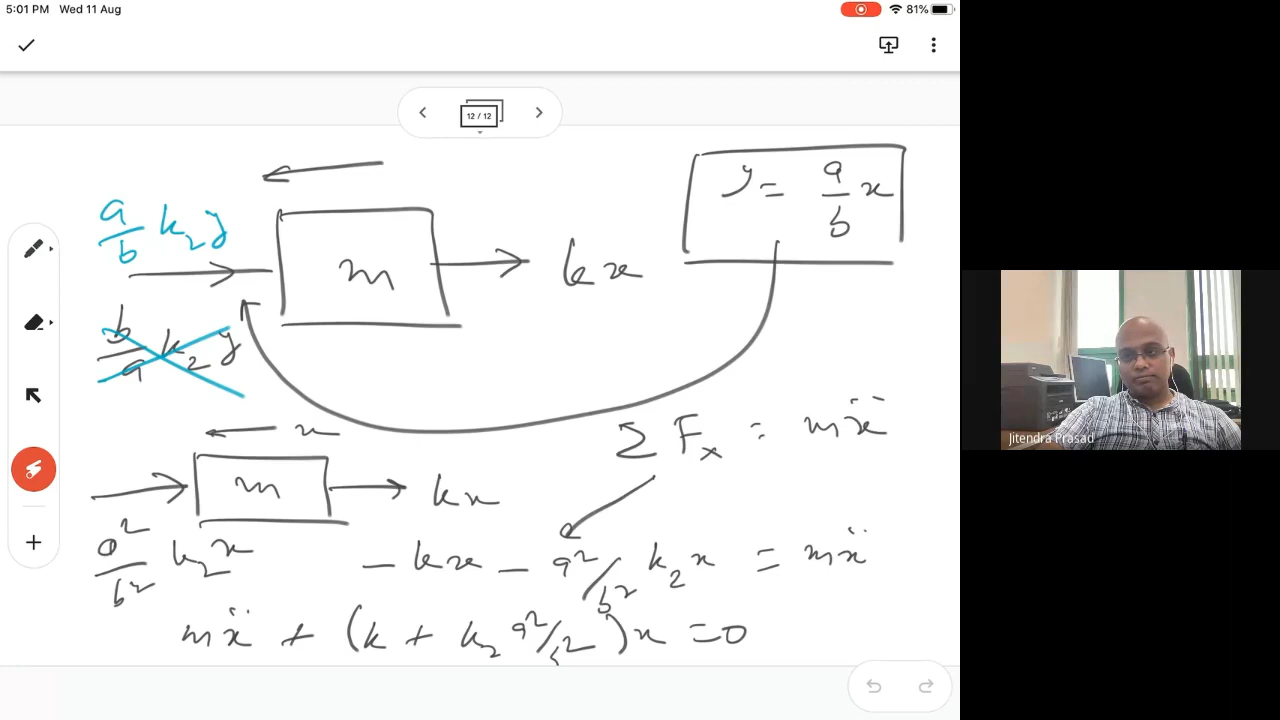 5:01 PM Wed 11 Aug
81%
12 / 12
y = a/b x
a/b k₂y
m
kx
b/a k₂y
x
Σ Fₓ = mẍ
m
kx
a²/b² k₂x
- kx - a²/b² k₂x = mẍ
mẍ + (k + k₂ a²/b²)x = 0
Jitendra Prasad